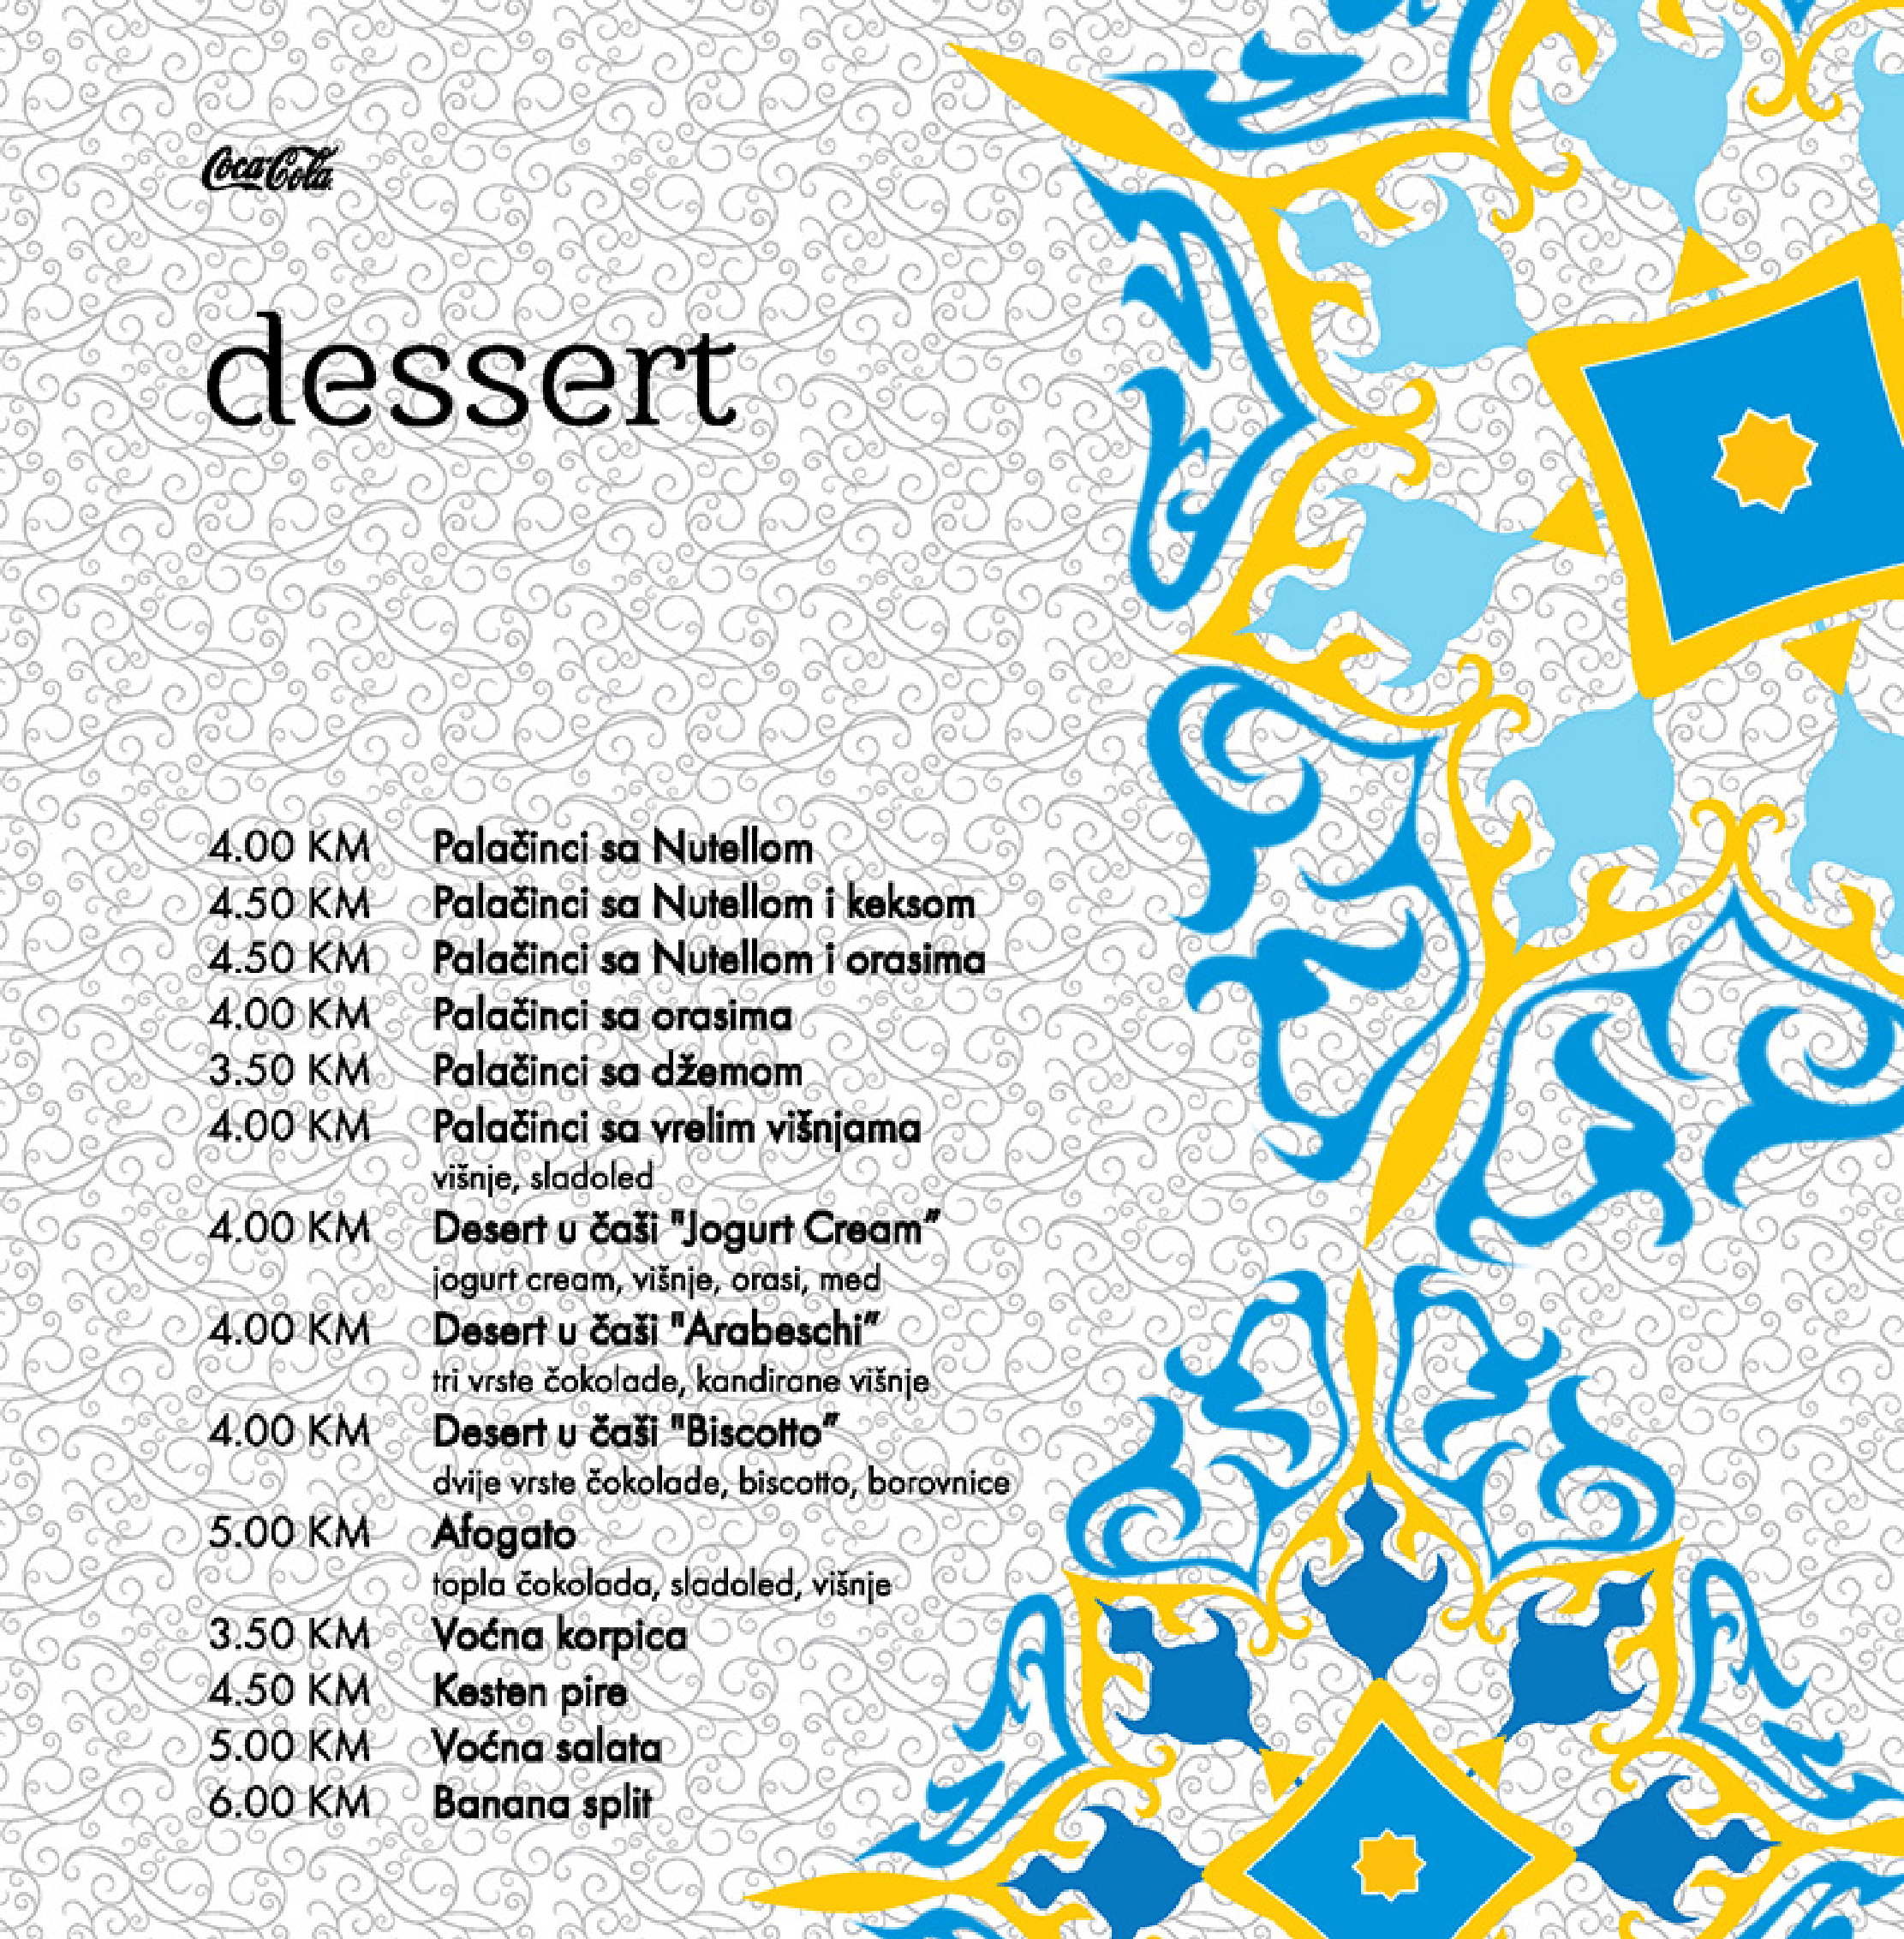 Coca-Cola
dessert
4.00 KM Palačinci sa Nutellom
4.50 KM Palačinci sa Nutellom i keksom
4.50 KM Palačinci sa Nutellom i orasima
4.00 KM Palačinci sa orasima
3.50 KM Palačinci sa džemom
4.00 KM Palačinci sa vrelim višnjama
višnje, sladoled
4.00 KM Desert u čaši "Jogurt Cream”
jogurt cream, višnje, orasi, med
4.00 KM Desert u čaši "Arabeschi”
tri vrste čokolade, kandirane višnje
4.00 KM Desert u čaši "Biscotto”
dvije vrste čokolade, biscotto, borovnice
5.00 KM Afogato
topla čokolada, sladoled, višnje
3.50 KM Voćna korpica
4.50 KM Kesten pire
5.00 KM Voćna salata
6.00 KM Banana split